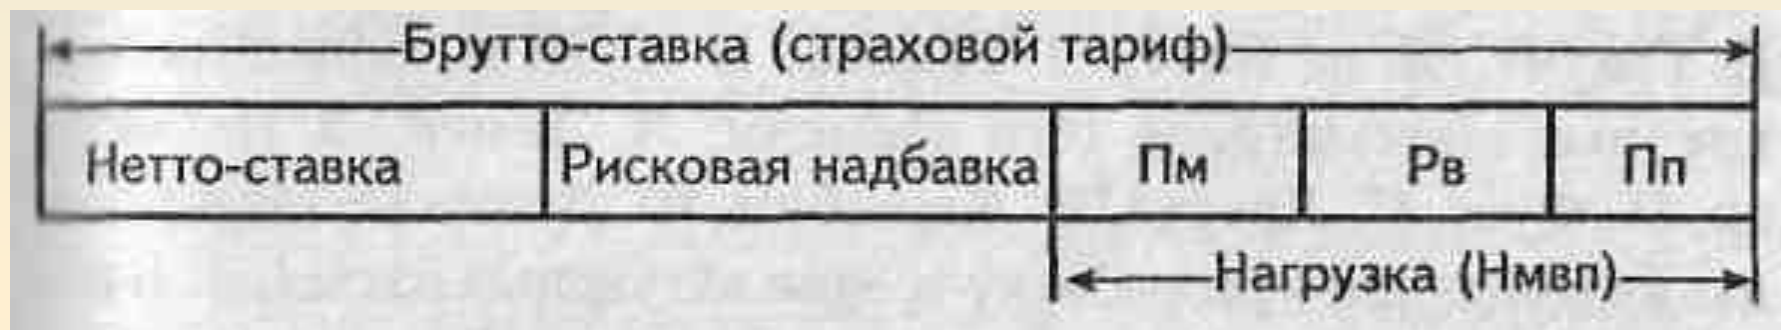 Брутто-ставка (страховой тариф)
Нетто-ставка Рисковая надбавка Пм Рв Пп
Нагрузка (Нмвп)